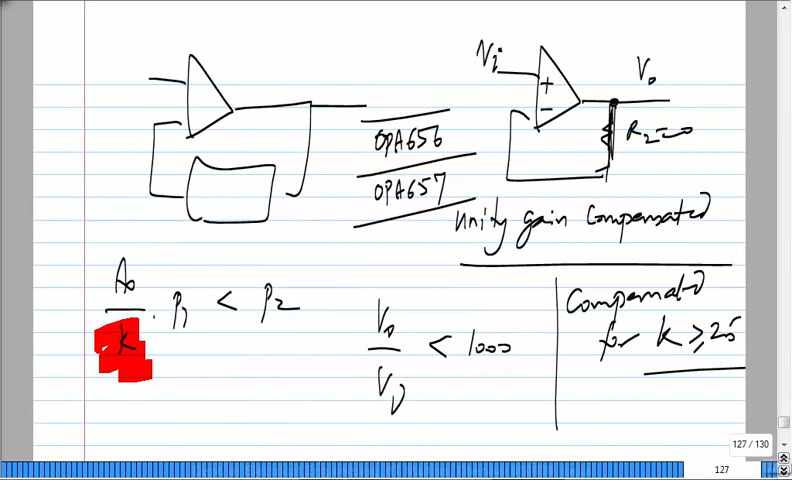 Vi
+
−
Vo
R2=0
OPA656
OPA657
Unity gain Compensated
Ao
k
. p1 < p2
Vo
Vi
< 1000
Compensated
for k ≥ 25
127 / 130
127